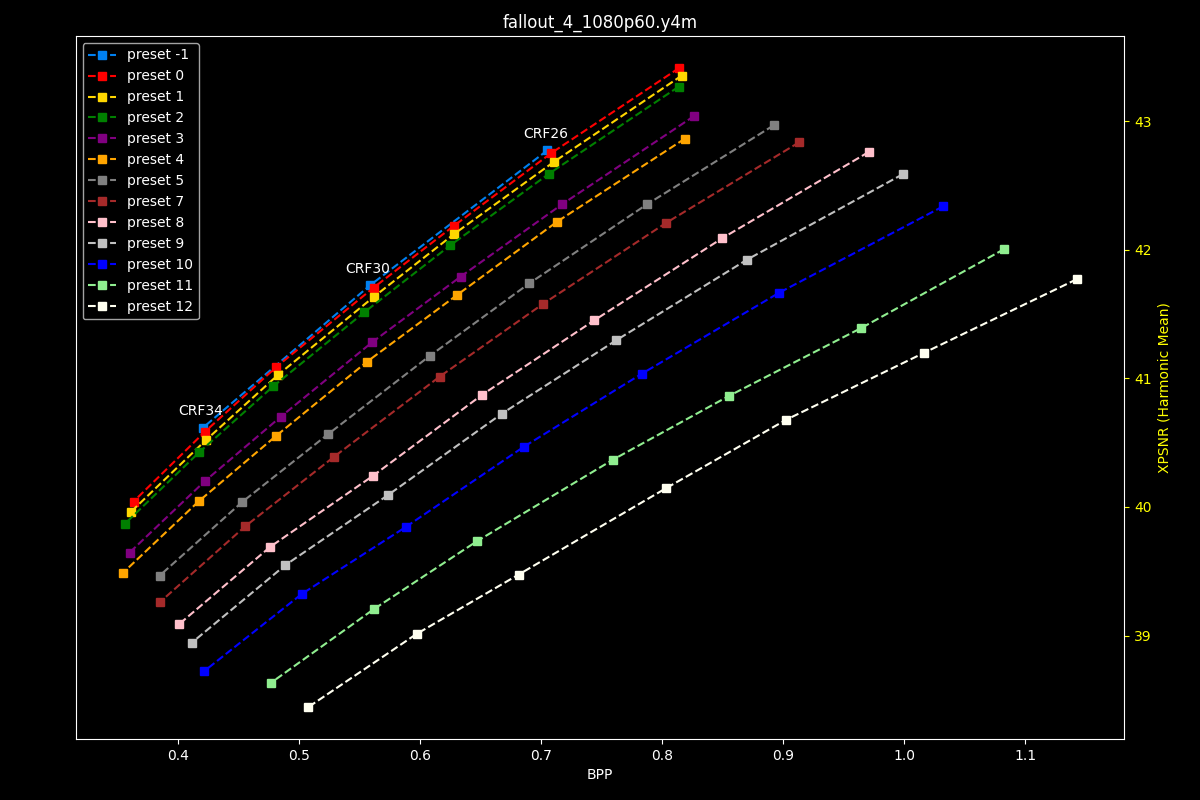 fallout_4_1080p60.y4m
preset -1
preset 0
preset 1
preset 2
preset 3
preset 4
preset 5
preset 7
preset 8
preset 9
preset 10
preset 11
preset 12
CRF26
CRF30
CRF34
43
42
41
40
39
XPSNR (Harmonic Mean)
0.4 0.5 0.6 0.7 0.8 0.9 1.0 1.1
BPP